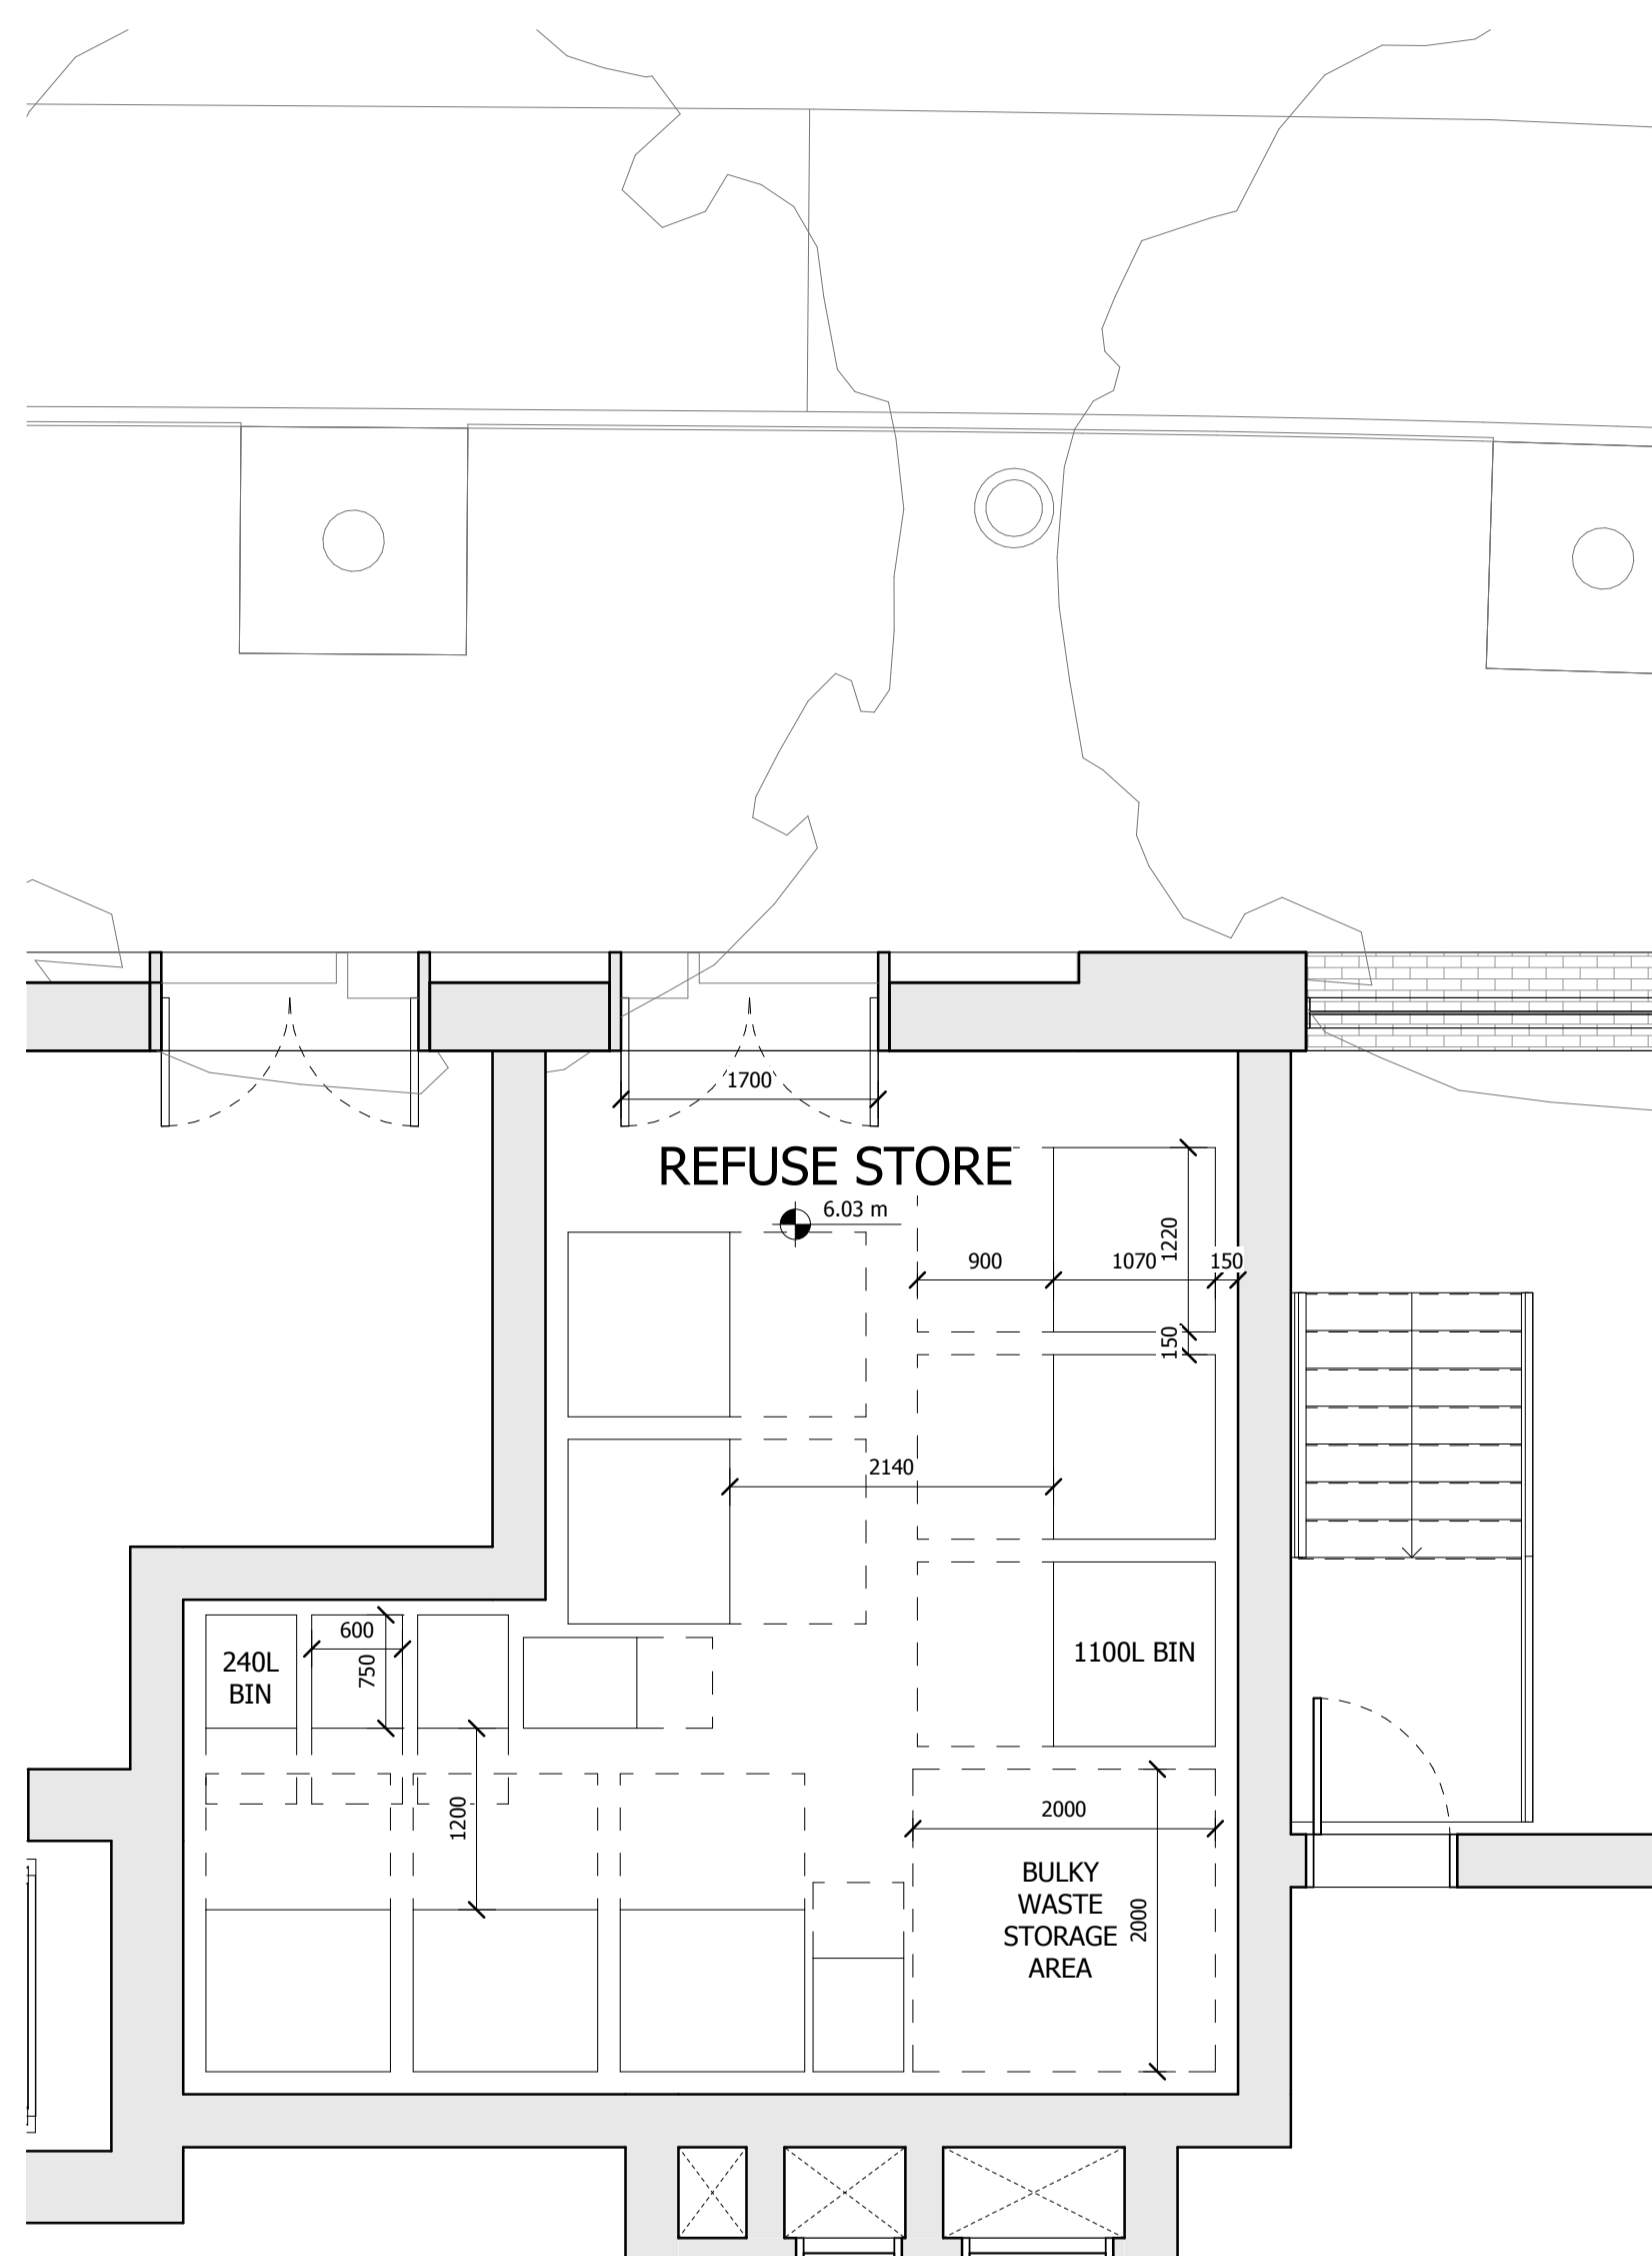 1700
REFUSE STORE
6.03 m
1220
900
1070
150
150
2140
600
240L
BIN
750
1100L BIN
1200
2000
BULKY
WASTE
STORAGE
AREA
2000